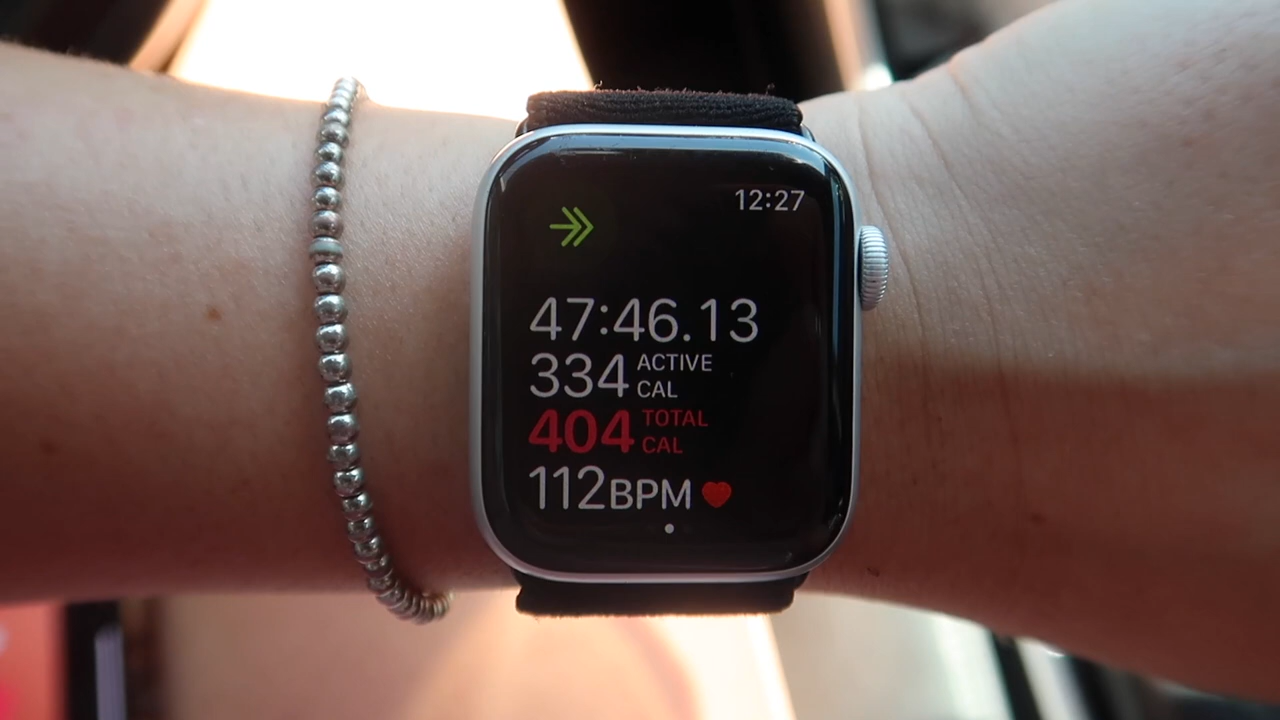 12:27
47:46.13
334 ACTIVE CAL
404 TOTAL CAL
112BPM